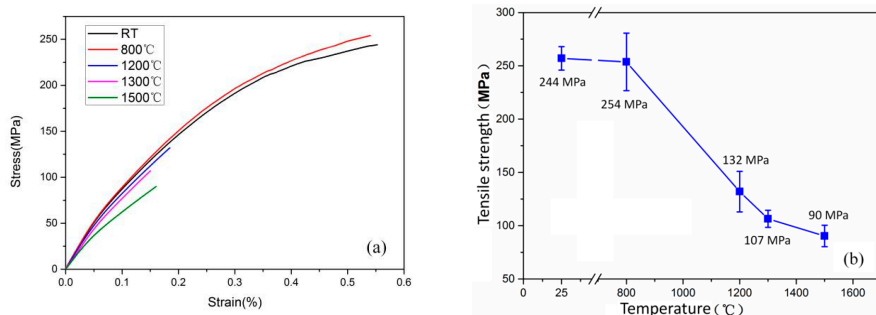 RT
800℃
1200℃
1300℃
1500℃
250
200
150
100
50
0
0.0 0.1 0.2 0.3 0.4 0.5 0.6
Stress(MPa)
Strain(%)
(a)
300
250
200
150
100
50
0 25 800 1000 1200 1400 1600
Tensile strength(MPa)
Temperature(℃)
244 MPa
254 MPa
132 MPa
107 MPa
90 MPa
(b)